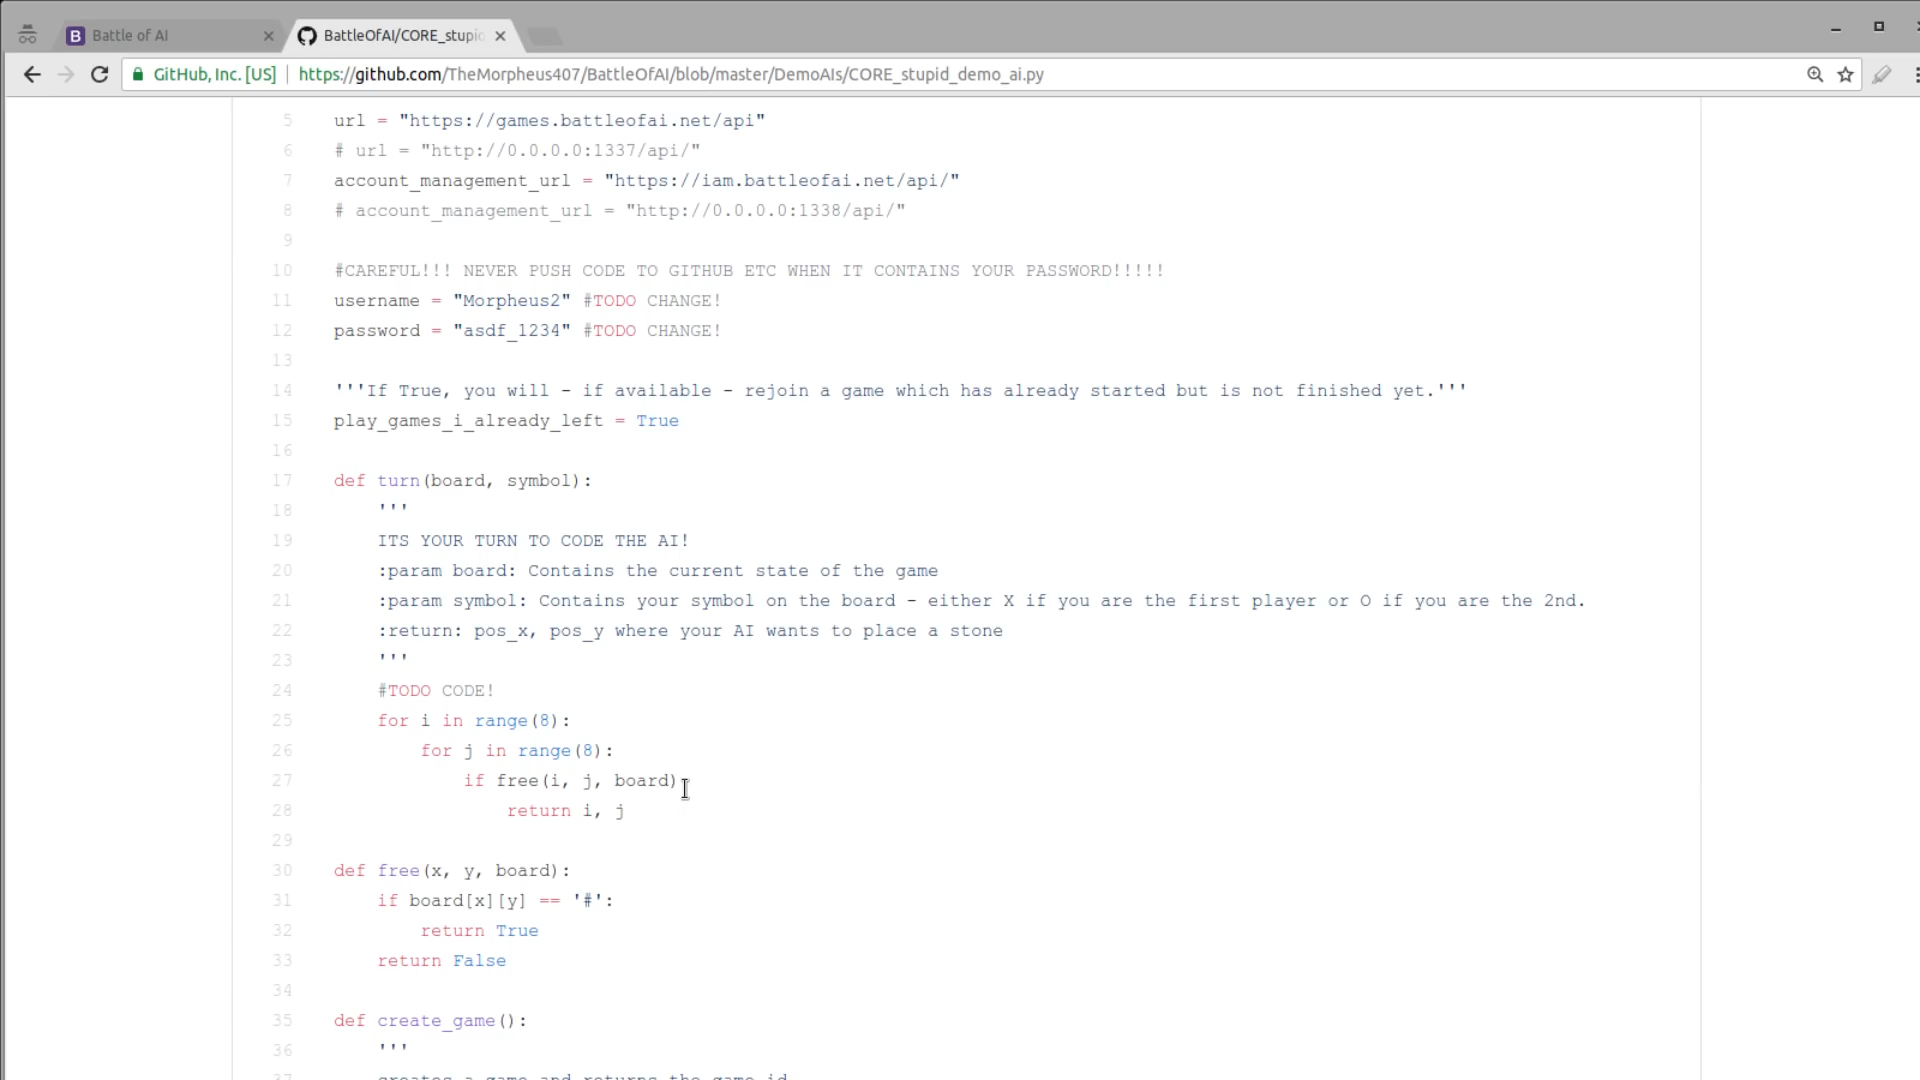 Battle of AI
BattleOfAI/CORE_stupi
GitHub, Inc. [US] | https://github.com/TheMorpheus407/BattleOfAI/blob/master/DemoAIs/CORE_stupid_demo_ai.py
5 url = "https://games.battleofai.net/api"
6 # url = "http://0.0.0.0:1337/api/"
7 account_management_url = "https://iam.battleofai.net/api/"
8 # account_management_url = "http://0.0.0.0:1338/api/"
9
10 #CAREFUL!!! NEVER PUSH CODE TO GITHUB ETC WHEN IT CONTAINS YOUR PASSWORD!!!!!
11 username = "Morpheus2" #TODO CHANGE!
12 password = "asdf_1234" #TODO CHANGE!
13
14 '''If True, you will - if available - rejoin a game which has already started but is not finished yet.'''
15 play_games_i_already_left = True
16
17 def turn(board, symbol):
18 '''
19 ITS YOUR TURN TO CODE THE AI!
20 :param board: Contains the current state of the game
21 :param symbol: Contains your symbol on the board - either X if you are the first player or O if you are the 2nd.
22 :return: pos_x, pos_y where your AI wants to place a stone
23 '''
24 #TODO CODE!
25 for i in range(8):
26 for j in range(8):
27 if free(i, j, board)
28 return i, j
29
30 def free(x, y, board):
31 if board[x][y] == '#':
32 return True
33 return False
34
35 def create_game():
36 '''
37 creates a game and returns the game id